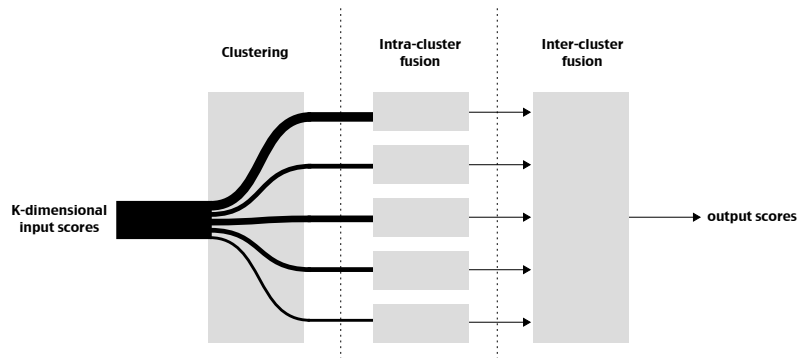 Clustering
Intra-cluster
fusion
Inter-cluster
fusion
K-dimensional
input scores
output scores